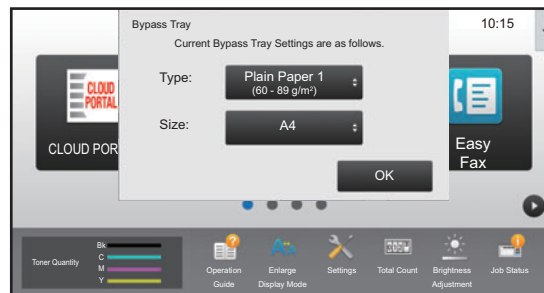 Bypass Tray
10:15
Current Bypass Tray Settings are as follows.
Type:
Plain Paper 1
(60 - 89 g/m²)
Size:
A4
OK
CLOUD
PORTAL
CLOUD POR
Easy
Fax
Toner Quantity
Bk
C
M
Y
Operation
Guide
Enlarge
Display Mode
Settings
Total Count
Brightness
Adjustment
Job Status